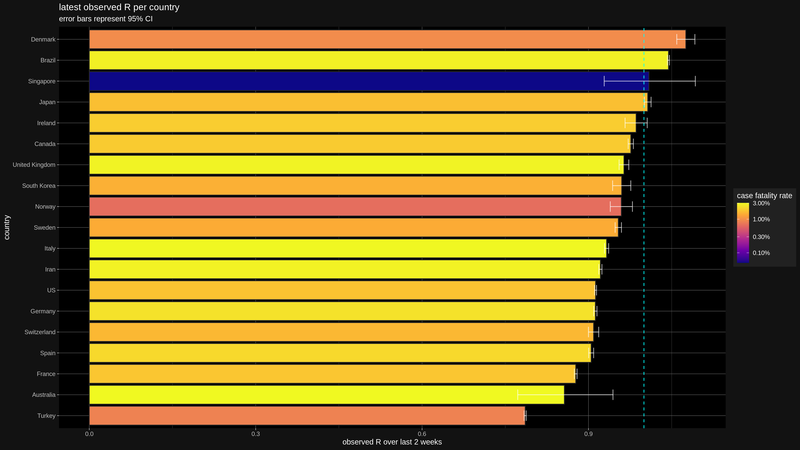 latest observed R per country
error bars represent 95% CI
Denmark
Brazil
Singapore
Japan
Ireland
Canada
United Kingdom
South Korea
Norway
Sweden
Italy
Iran
US
Germany
Switzerland
Spain
France
Australia
Turkey
country
0.0
0.3
0.6
0.9
observed R over last 2 weeks
case fatality rate
3.00%
1.00%
0.30%
0.10%